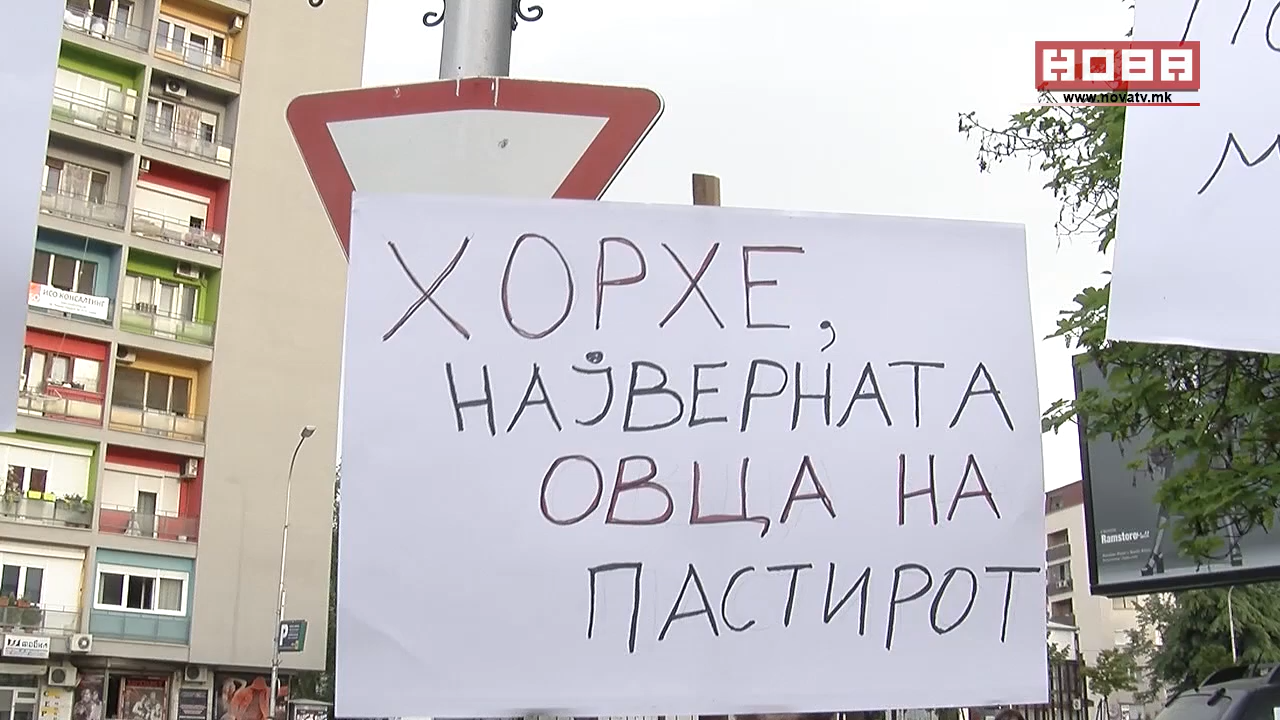 НОВА
www.novatv.mk
ХОРХЕ,
НАЈВЕРНАТА
ОВЦА НА
ПАСТИРОТ
ИСО КОНСАЛТИНГ
Ramstore